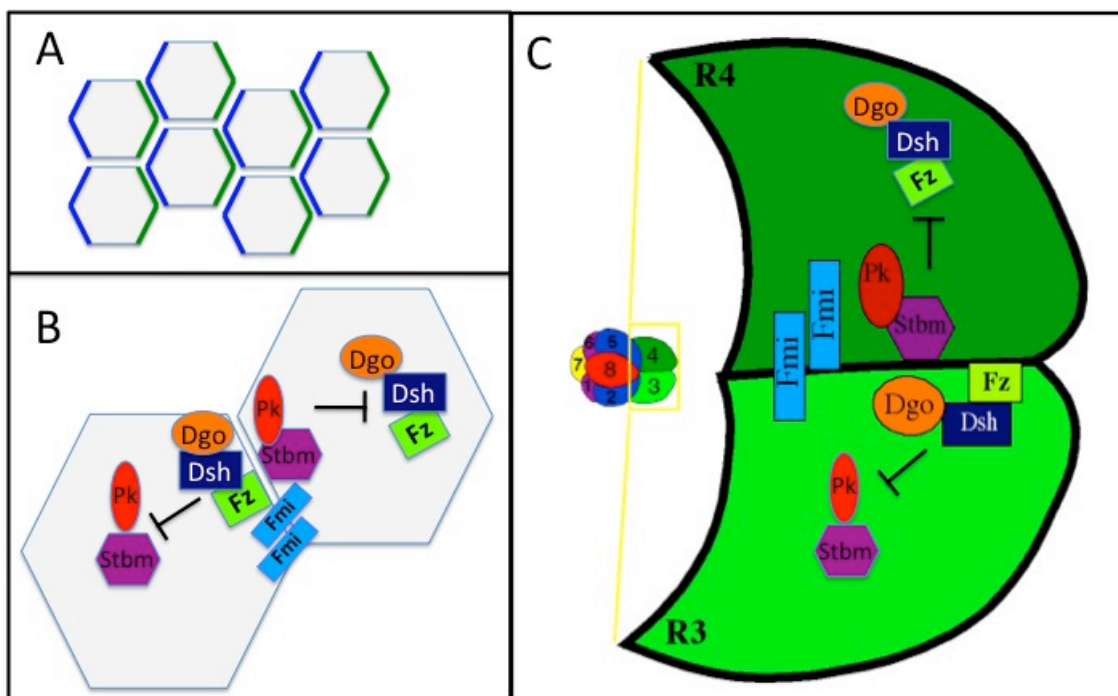 A
B
Dgo
Dsh
Fz
Pk
Stbm
Fmi
Fmi
Pk
Stbm
Dgo
Dsh
Fz
C
R4
Dgo
Dsh
Fz
Pk
Stbm
Fmi
Fmi
6
5
4
7
8
1
2
3
Fz
Dgo
Dsh
Pk
Stbm
R3